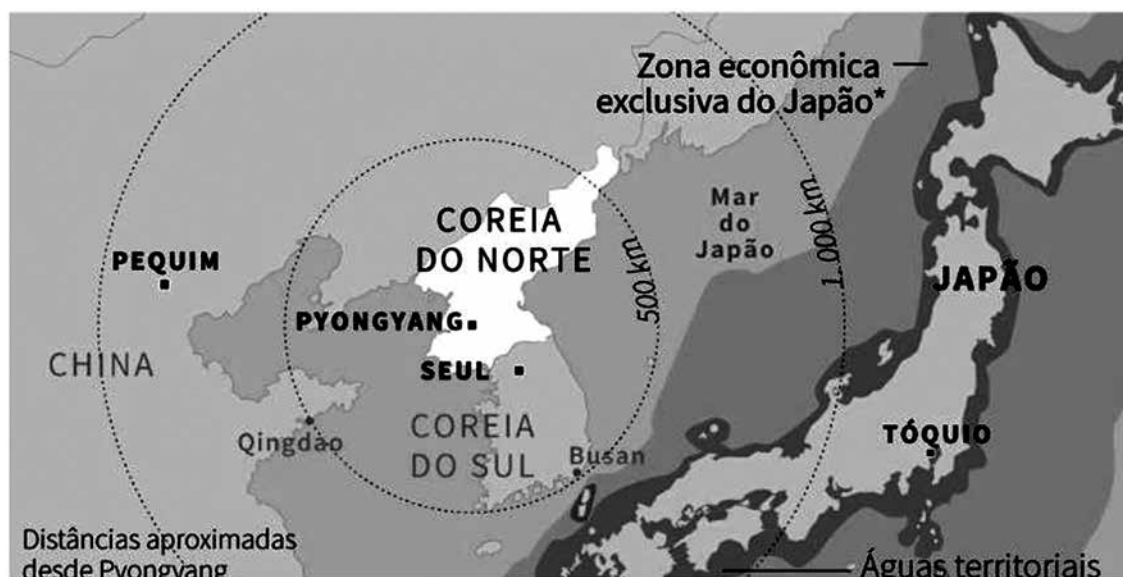 Zona econômica
exclusiva do Japão*
Mar
do
Japão
1.000 km
500 km
COREIA
DO NORTE
PEQUIM
JAPÃO
PYONGYANG
CHINA
SEUL
Qingdao
COREIA
DO SUL
Busan
TÓQUIO
Distâncias aproximadas
desde Pyongyang
Águas territoriais